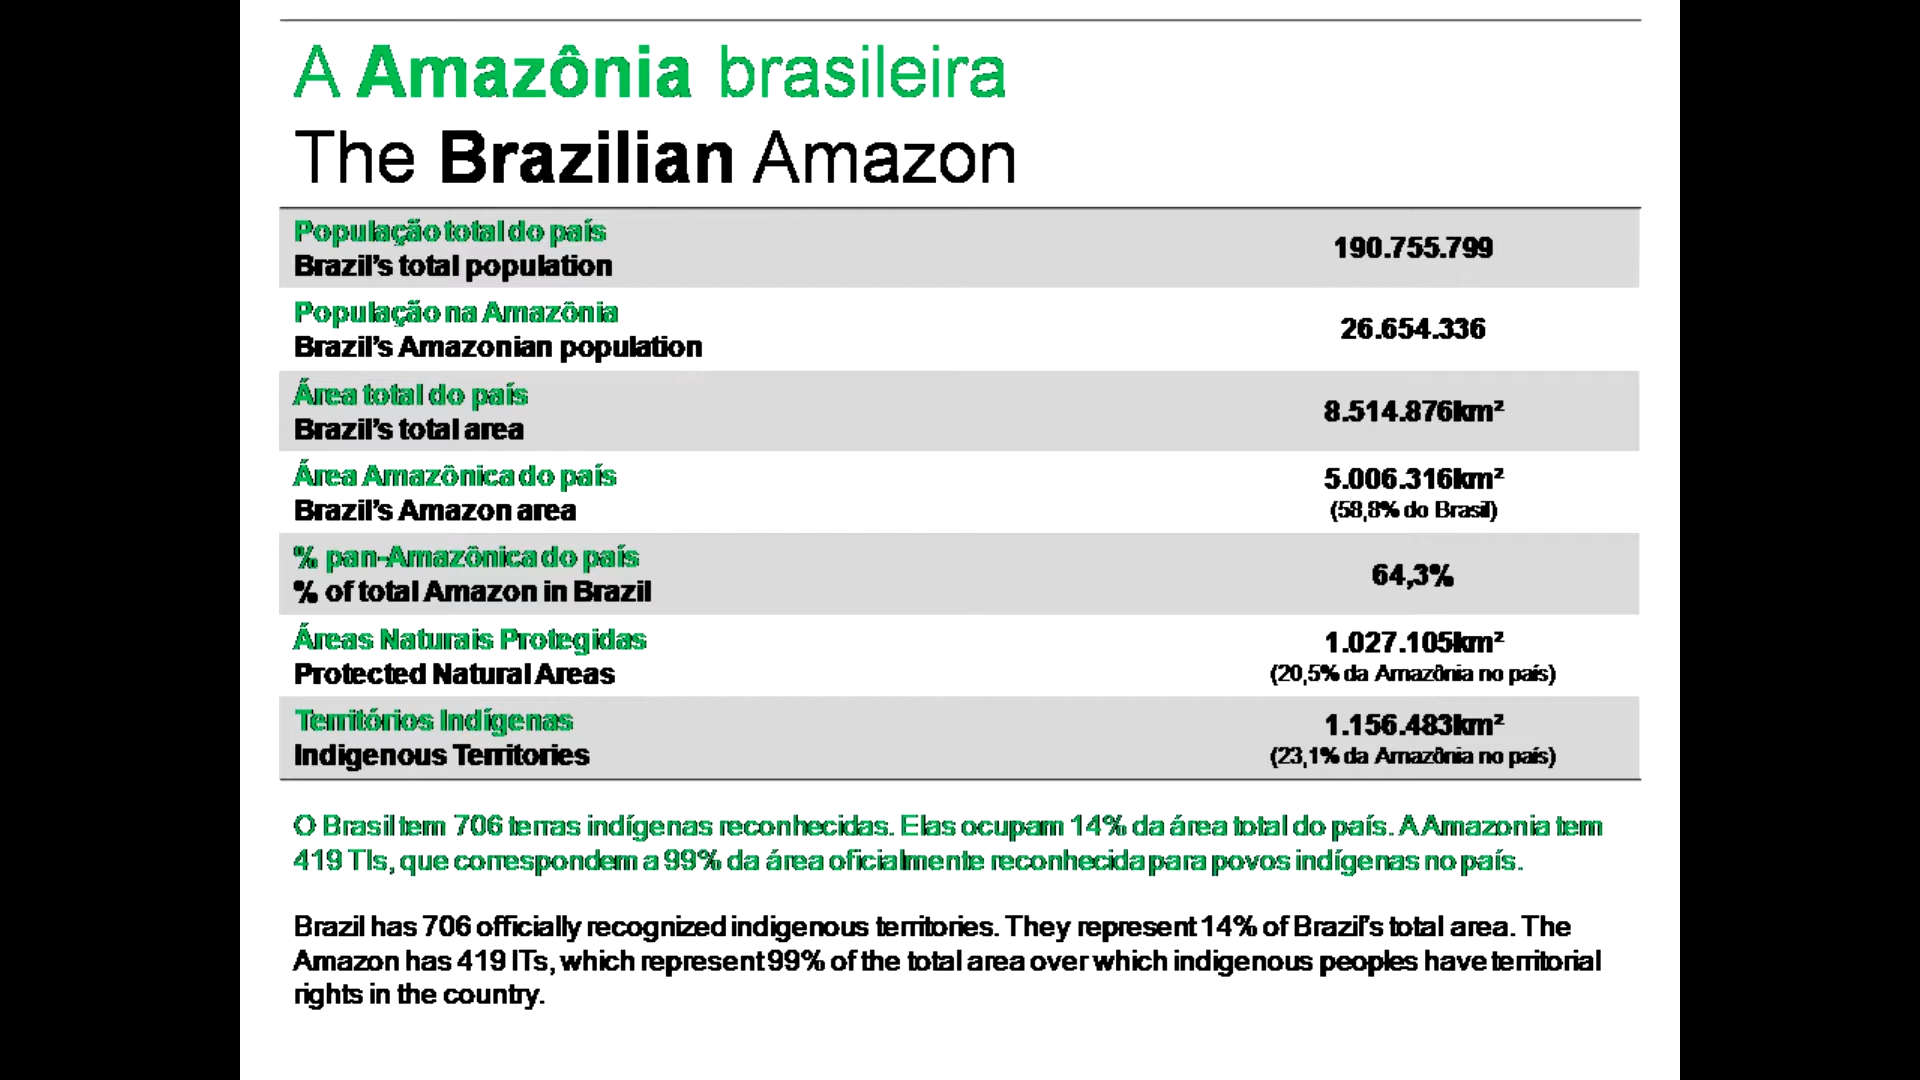 A Amazônia brasileira
The Brazilian Amazon
População total do país
Brazil's total population
190.755.799
População na Amazônia
Brazil's Amazonian population
26.654.336
Área total do país
Brazil's total area
8.514.876km²
Área Amazônica do país
Brazil's Amazon area
5.006.316km²
(58,8% do Brasil)
% pan-Amazônica do país
% of total Amazon in Brazil
64,3%
Áreas Naturais Protegidas
Protected Natural Areas
1.027.105km²
(20,5% da Amazônia no país)
Territórios Indígenas
Indigenous Territories
1.156.483km²
(23,1% da Amazônia no país)
O Brasil tem 706 terras indígenas reconhecidas. Elas ocupam 14% da área total do país. A Amazonia tem
419 TIs, que correspondem a 99% da área oficialmente reconhecida para povos indígenas no país.
Brazil has 706 officially recognized indigenous territories. They represent 14% of Brazil's total area. The
Amazon has 419 ITs, which represent 99% of the total area over which indigenous peoples have territorial
rights in the country.